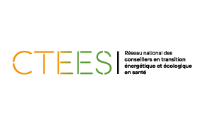 CTEES
Réseau national des
conseillers en transition
énergétique et écologique
en santé